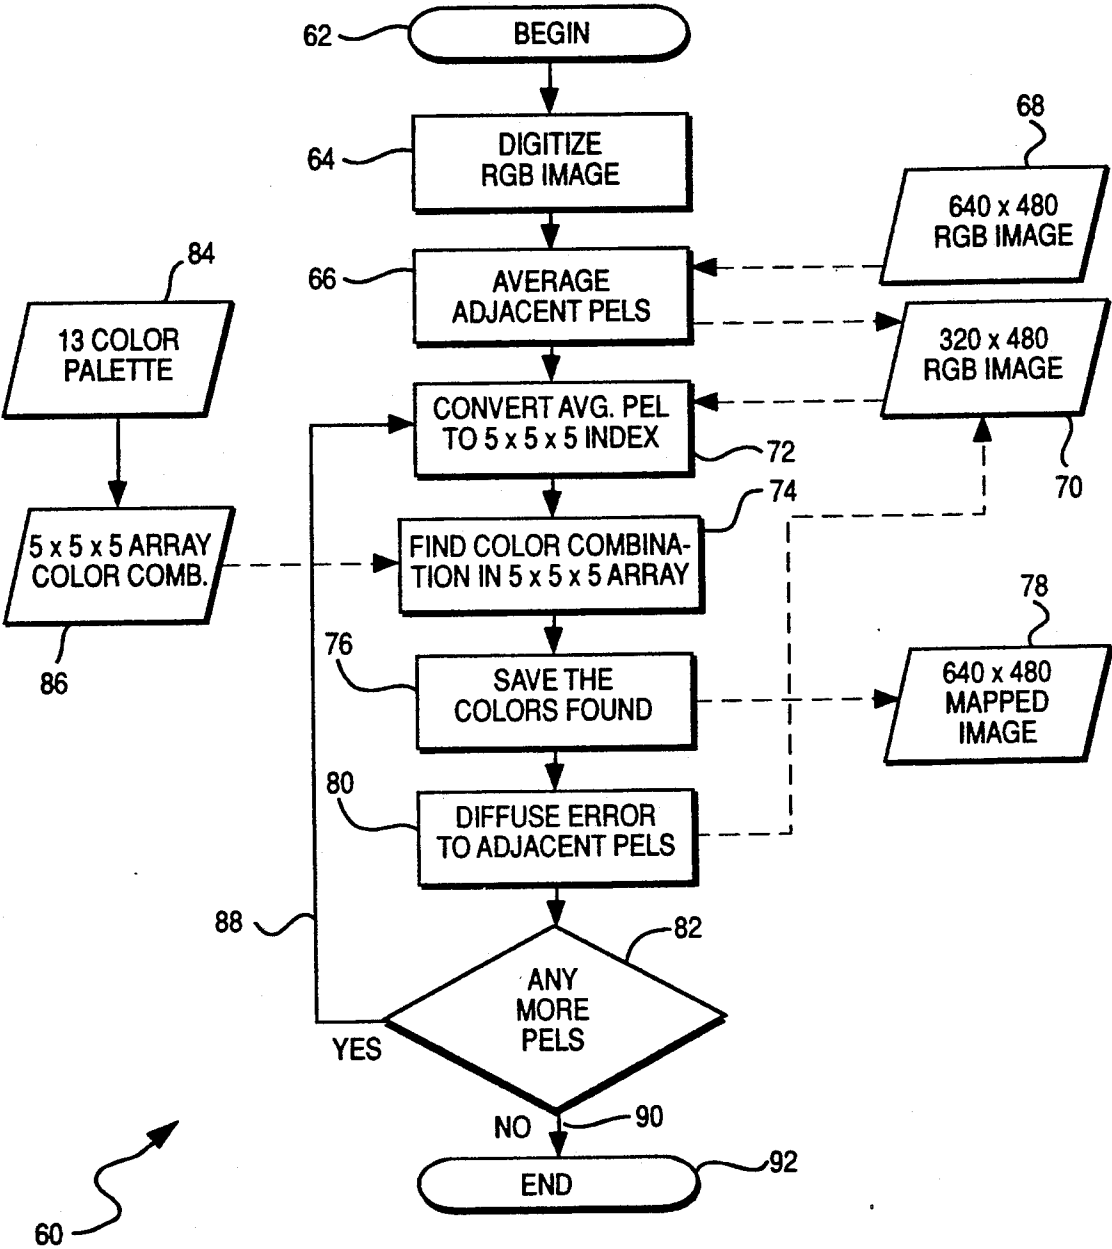 62
BEGIN
64
DIGITIZE
RGB IMAGE
68
640 x 480
RGB IMAGE
66
AVERAGE
ADJACENT PELS
84
13 COLOR
PALETTE
320 x 480
RGB IMAGE
70
CONVERT AVG. PEL
TO 5 x 5 x 5 INDEX
72
74
5 x 5 x 5 ARRAY
COLOR COMB.
86
FIND COLOR COMBINA-
TION IN 5 x 5 x 5 ARRAY
76
SAVE THE
COLORS FOUND
78
640 x 480
MAPPED
IMAGE
80
DIFFUSE ERROR
TO ADJACENT PELS
88
82
ANY
MORE
PELS
YES
NO
90
END
92
60